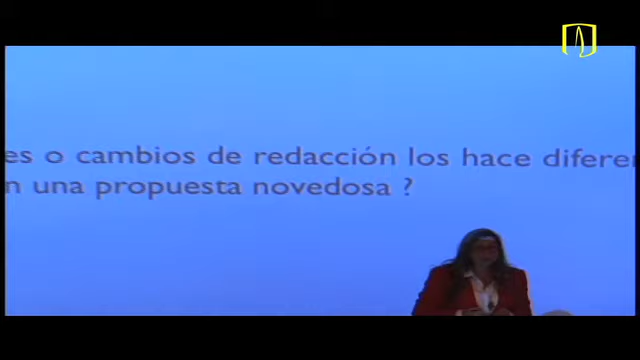 es o cambios de redacción los hace diferen
n una propuesta novedosa ?